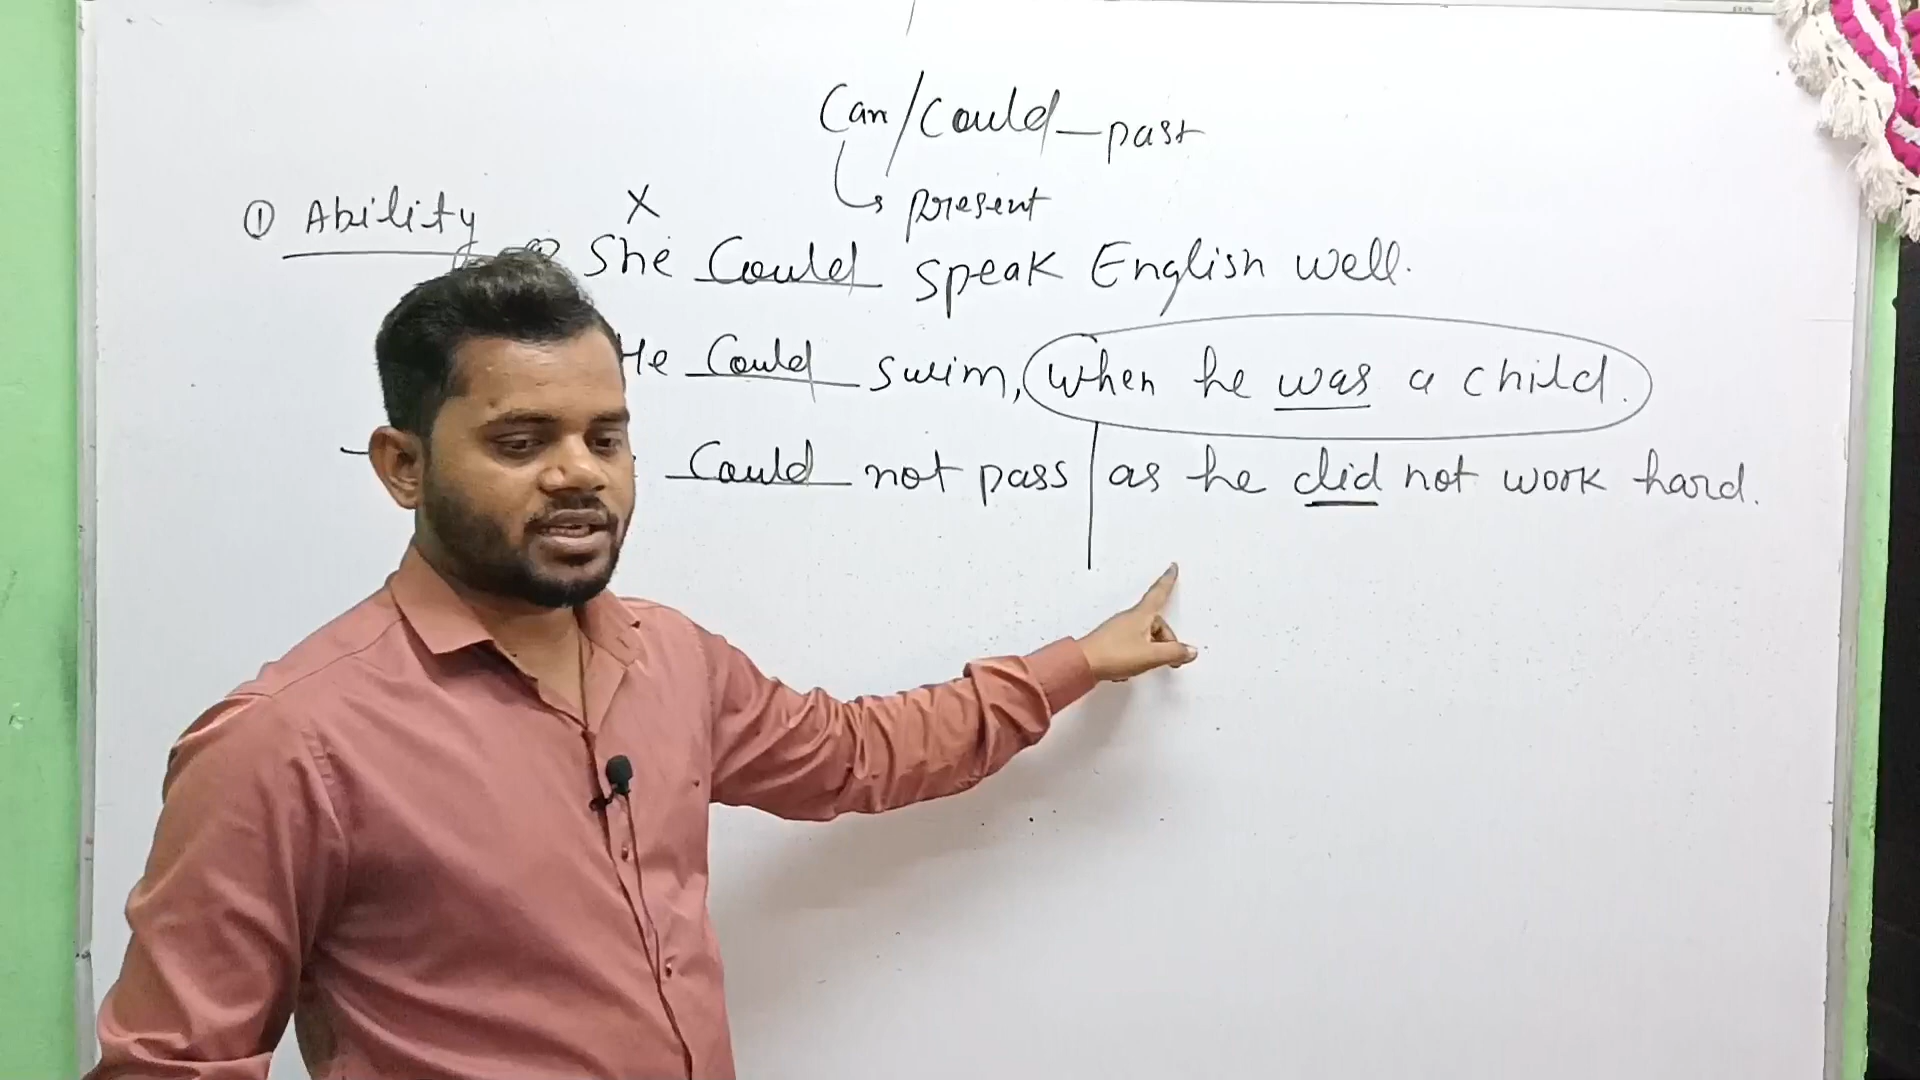 Can/Could—past
present
① Ability X
She Could speak English well.
He Could swim, when he was a child.
Could not pass as he did not work hard.